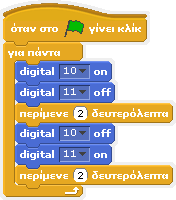 όταν στο γίνει κλίκ
για πάντα
digital 10 on
digital 11 off
περίμενε 2 δευτερόλεπτα
digital 10 off
digital 11 on
περίμενε 2 δευτερόλεπτα